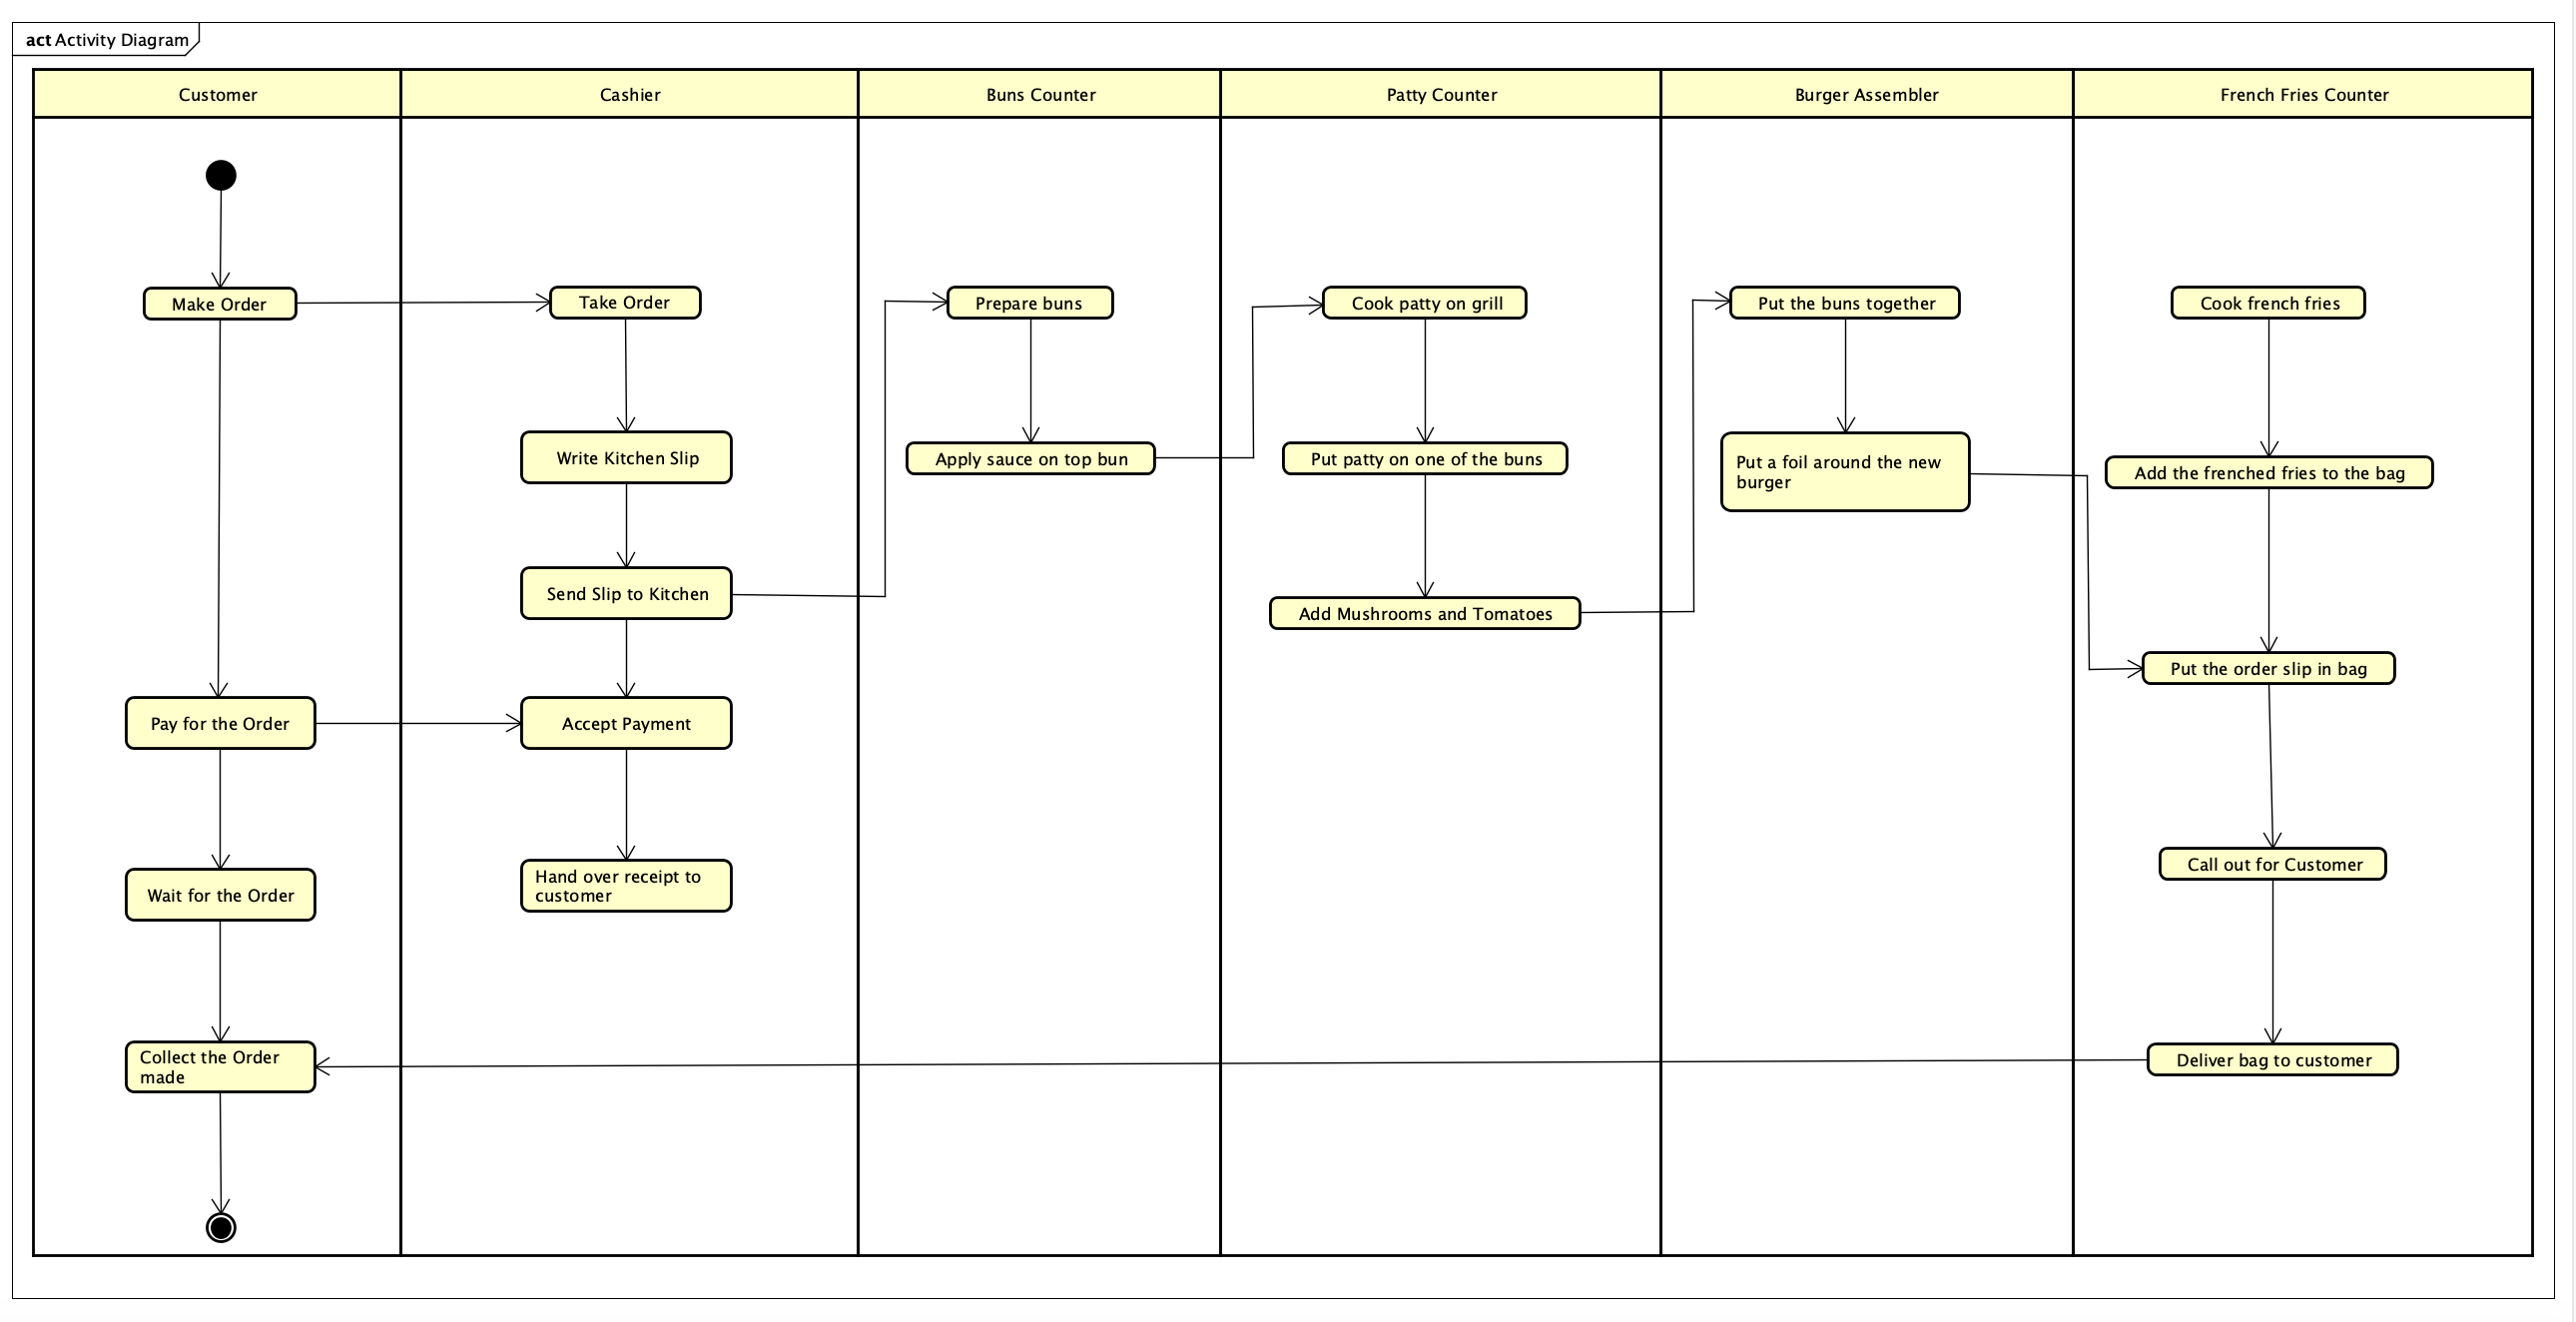 act Activity Diagram
Customer
Cashier
Buns Counter
Patty Counter
Burger Assembler
French Fries Counter
Make Order
Take Order
Prepare buns
Cook patty on grill
Put the buns together
Cook french fries
Write Kitchen Slip
Apply sauce on top bun
Put patty on one of the buns
Put a foil around the new
burger
Add the frenched fries to the bag
Send Slip to Kitchen
Add Mushrooms and Tomatoes
Put the order slip in bag
Pay for the Order
Accept Payment
Call out for Customer
Wait for the Order
Hand over receipt to
customer
Collect the Order
made
Deliver bag to customer